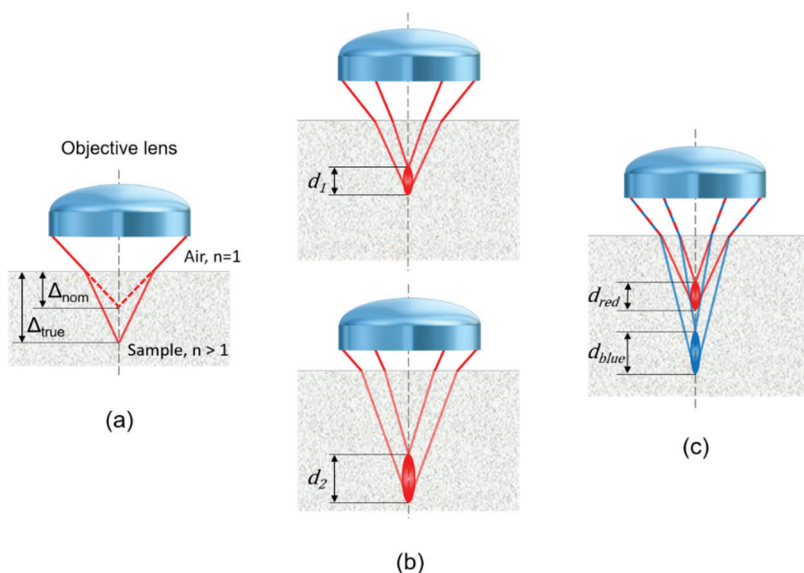 Objective lens
Air, n=1
Δnom
Δtrue
Sample, n > 1
(a)
d1
d2
(b)
dred
dblue
(c)